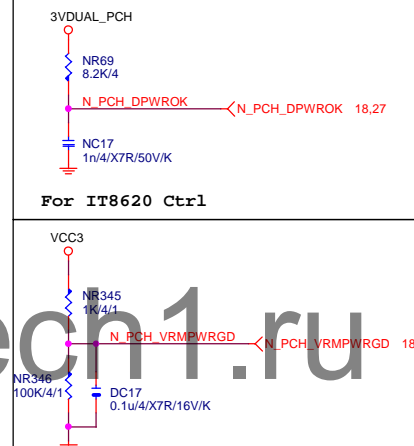 3VDUAL_PCH
NR69
8.2K/4
N_PCH_DPWROK
N_PCH_DPWROK 18,27
NC17
1n/4/X7R/50V/K
For IT8620 Ctrl
VCC3
NR345
1K/4/1
N_PCH_VRMPWRGD
N_PCH_VRMPWRGD 18
NR346
100K/4/1
DC17
0.1u/4/X7R/16V/K
ech1.ru